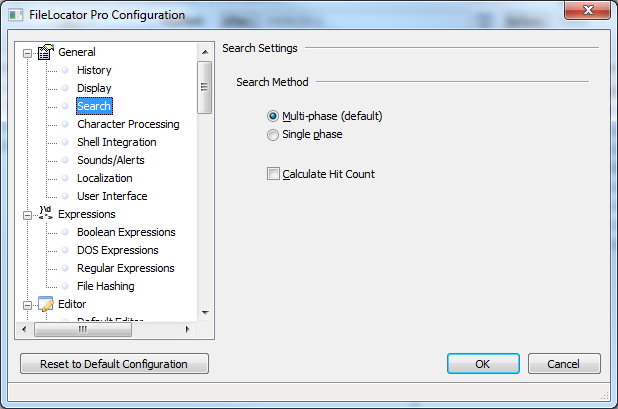 FileLocator Pro Configuration
General
History
Display
Search
Character Processing
Shell Integration
Sounds/Alerts
Localization
User Interface
Expressions
Boolean Expressions
DOS Expressions
Regular Expressions
File Hashing
Editor
Default Editor
Search Settings
Search Method
Multi-phase (default)
Single phase
Calculate Hit Count
Reset to Default Configuration
OK
Cancel